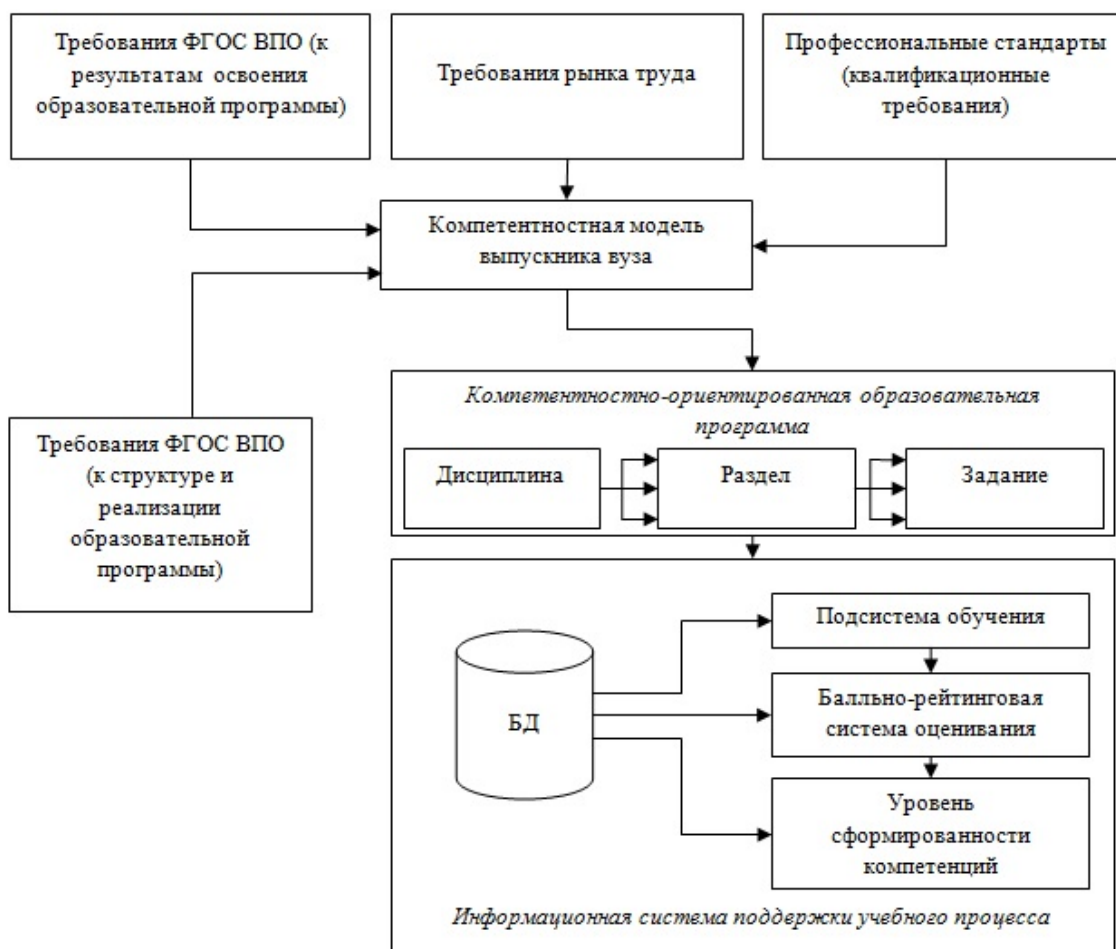 Требования ФГОС ВПО (к
результатам освоения
образовательной программы)
Требования рынка труда
Профессиональные стандарты
(квалификационные
требования)
Компетентностная модель
выпускника вуза
Требования ФГОС ВПО
(к структуре и
реализации
образовательной
программы)
Компетентностно-ориентированная образовательная
программа
Дисциплина
Раздел
Задание
БД
Подсистема обучения
Балльно-рейтинговая
система оценивания
Уровень
сформированности
компетенций
Информационная система поддержки учебного процесса